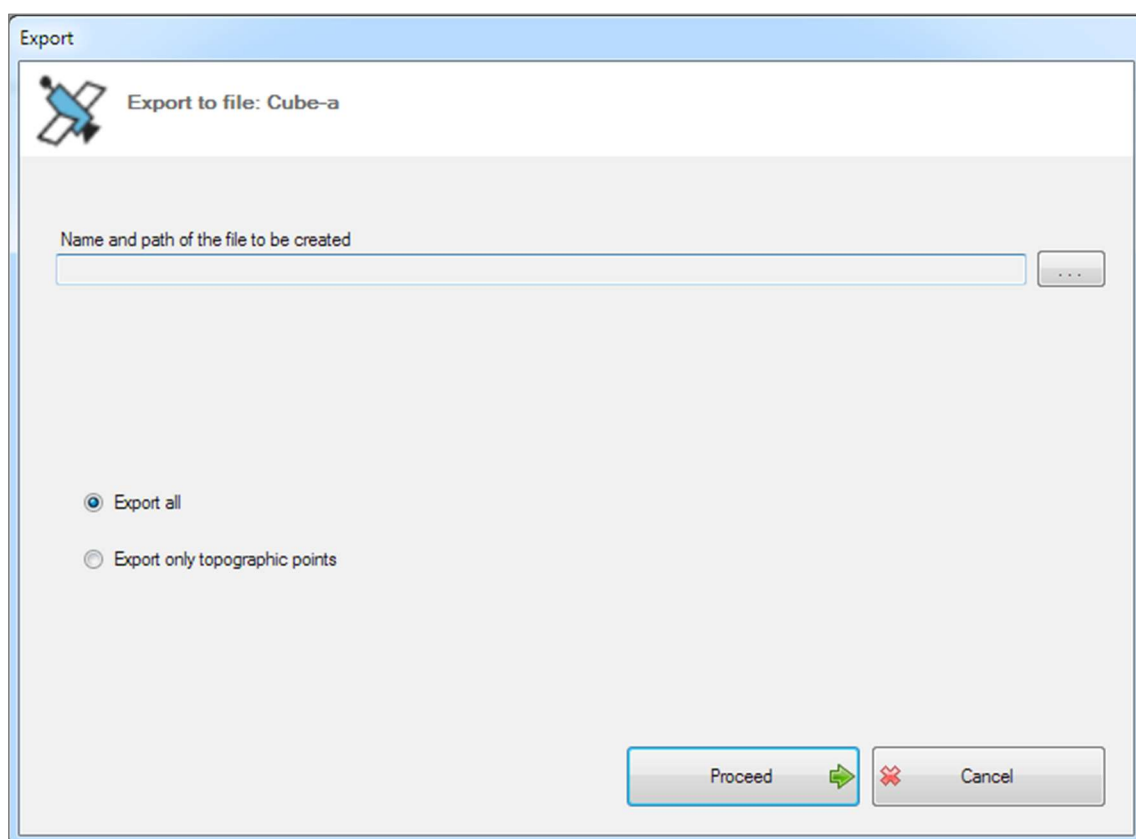 Export
Export to file: Cube-a
Name and path of the file to be created
...
Export all
Export only topographic points
Proceed
Cancel